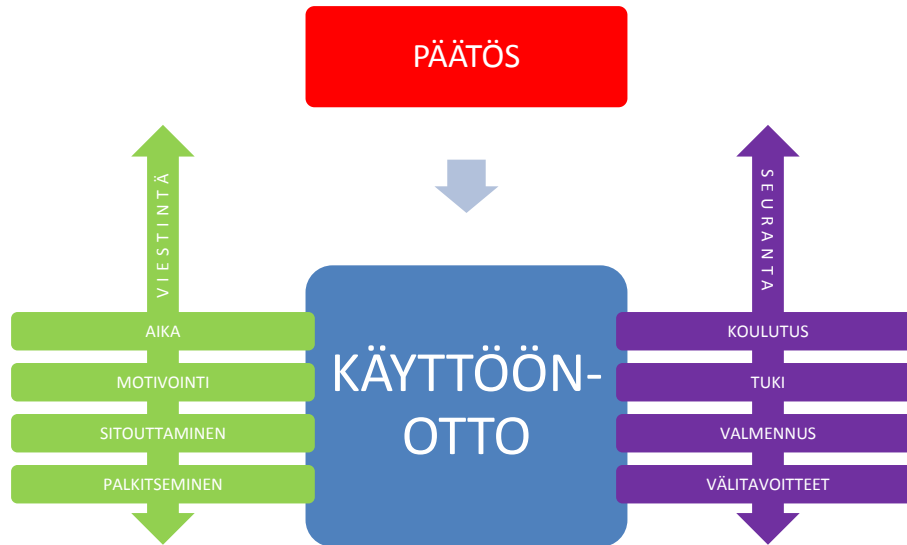 PÄÄTÖS
VIESTINTÄ
SEURANTA
AIKA
MOTIVOINTI
SITOUTTAMINEN
PALKITSEMINEN
KÄYTTÖÖN-
OTTO
KOULUTUS
TUKI
VALMENNUS
VÄLITAVOITTEET